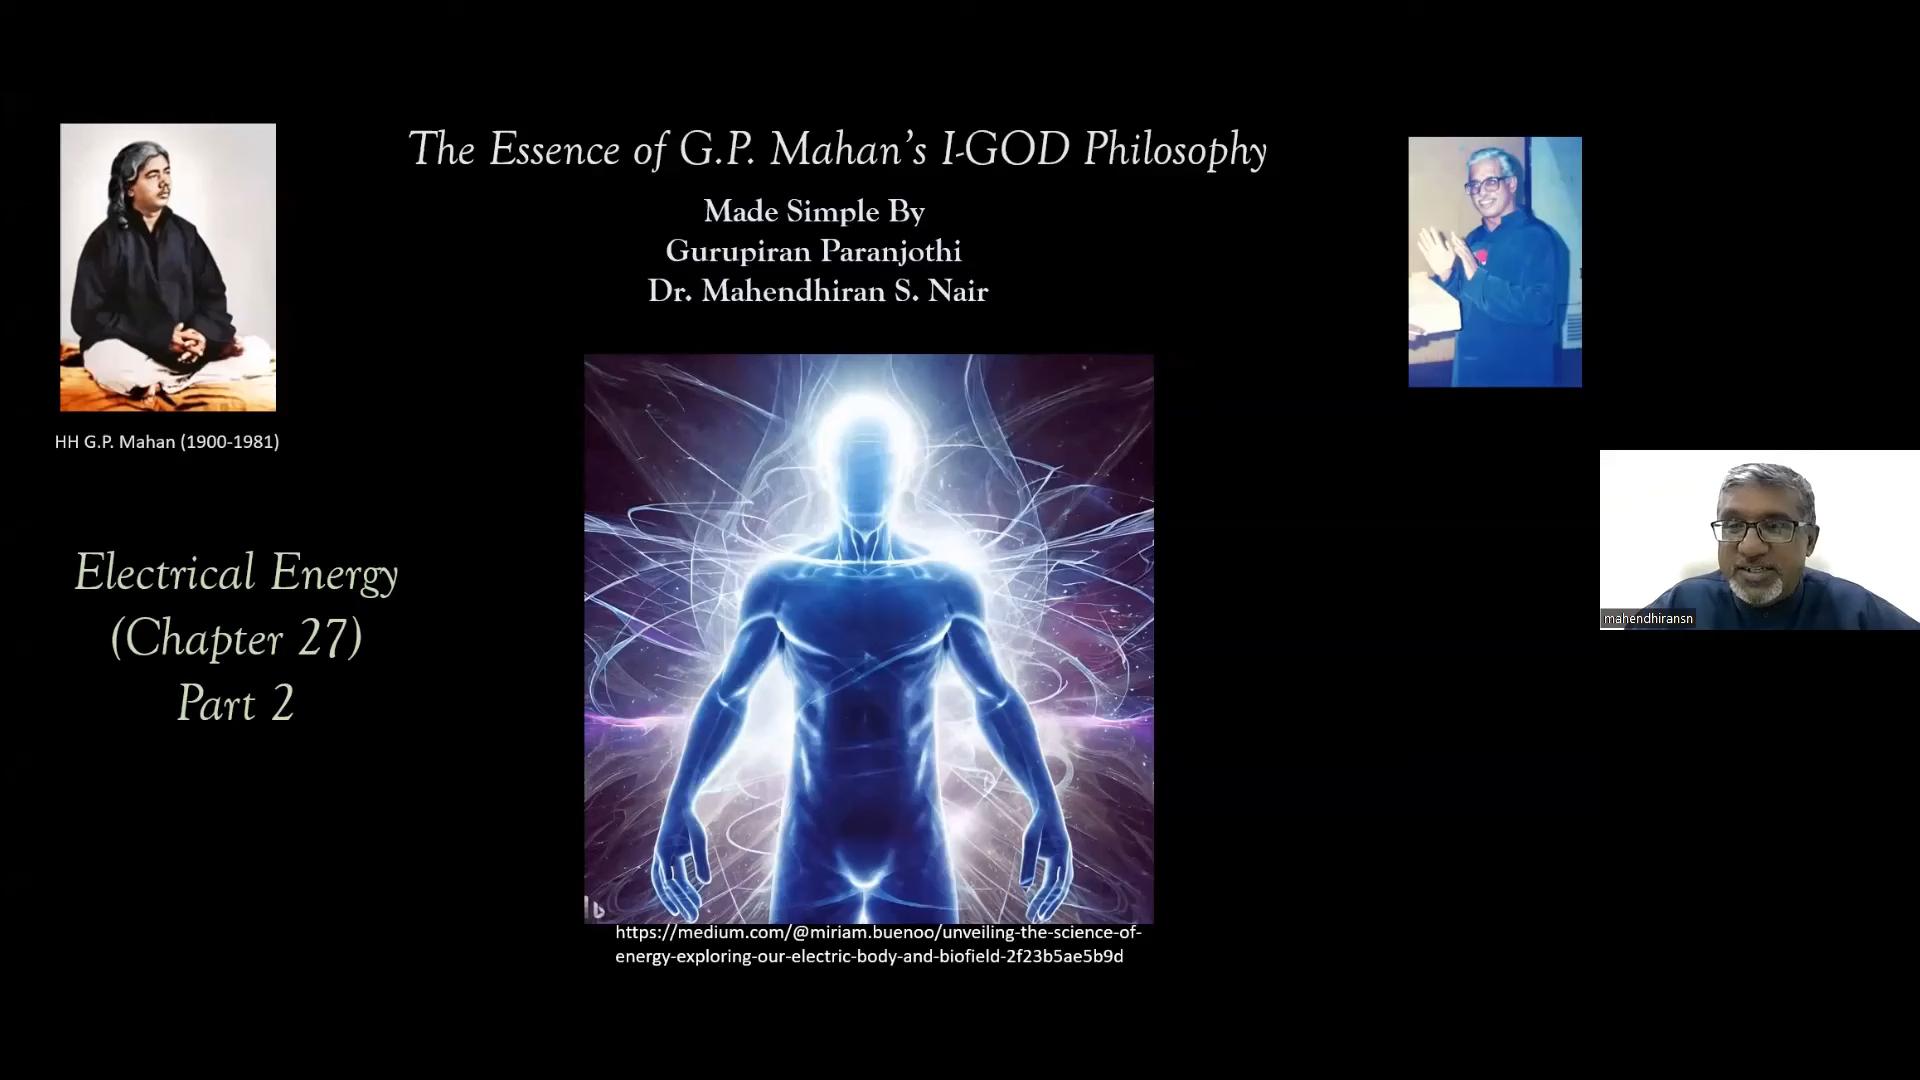 The Essence of G.P. Mahan's I-GOD Philosophy
Made Simple By
Gurupiran Paranjothi
Dr. Mahendhiran S. Nair
HH G.P. Mahan (1900-1981)
Electrical Energy
(Chapter 27)
Part 2
mahendhiransn
https://medium.com/@miriam.buenoo/unveiling-the-science-of-
energy-exploring-our-electric-body-and-biofield-2f23b5ae5b9d